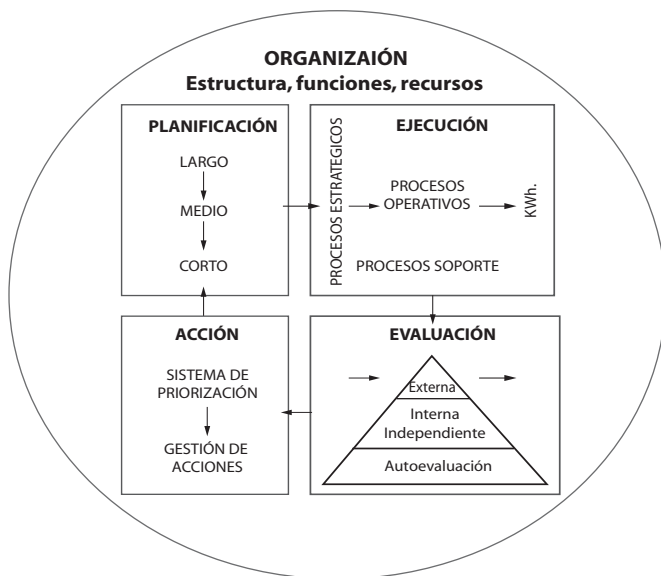 ORGANIZAIÓN
Estructura, funciones, recursos
PLANIFICACIÓN
LARGO
MEDIO
CORTO
EJECUCIÓN
PROCESOS ESTRATEGICOS
PROCESOS
OPERATIVOS
KWh.
PROCESOS SOPORTE
ACCIÓN
SISTEMA DE
PRIORIZACIÓN
GESTIÓN DE
ACCIONES
EVALUACIÓN
Externa
Interna
Independiente
Autoevaluación